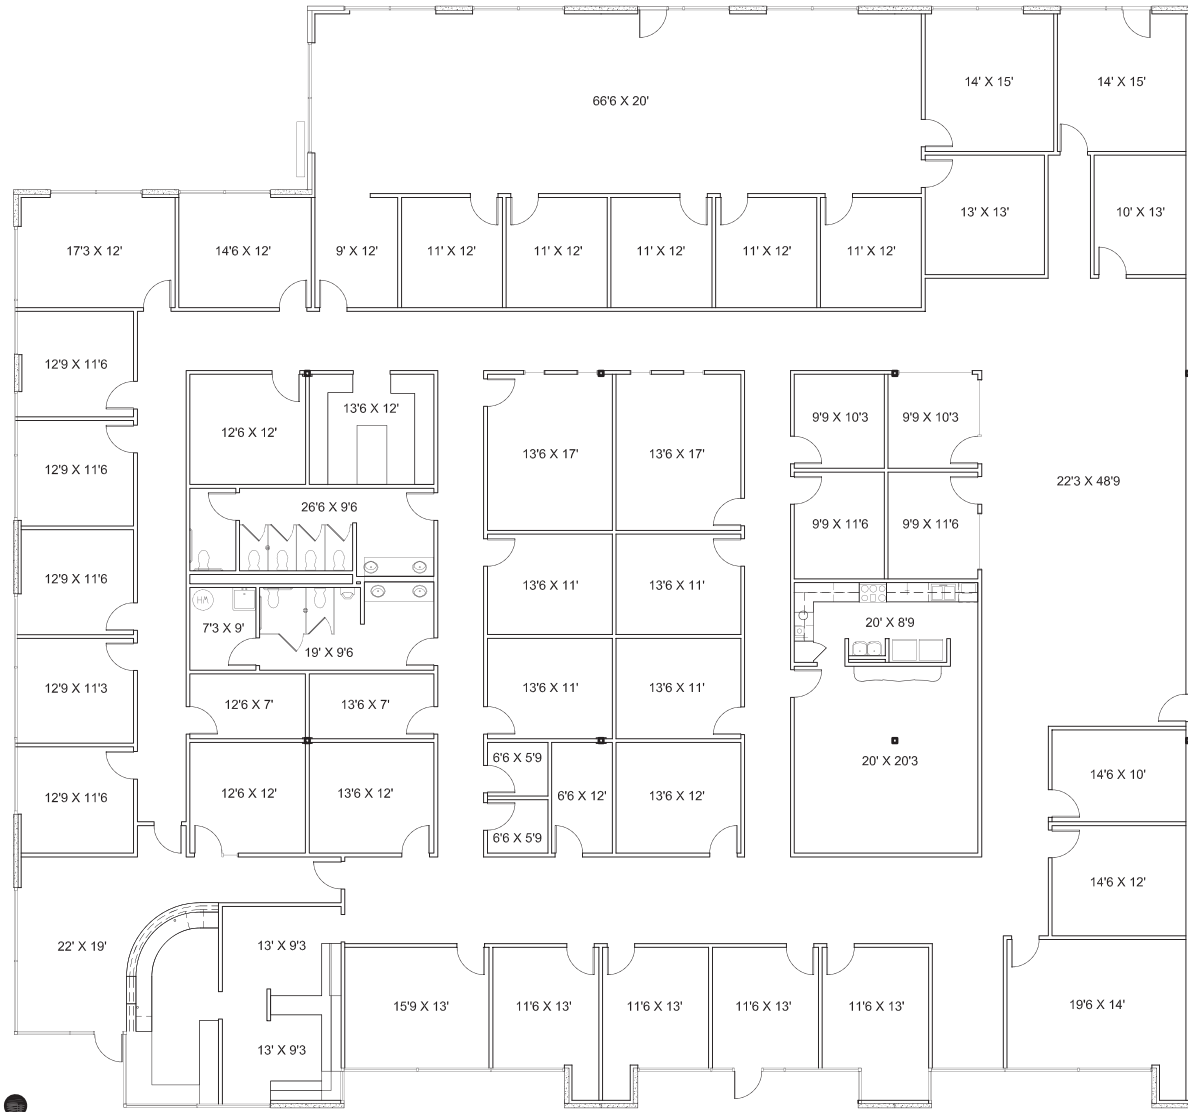 66'6 X 20'
14' X 15'
14' X 15'
13' X 13'
10' X 13'
17'3 X 12'
14'6 X 12'
9' X 12'
11' X 12'
11' X 12'
11' X 12'
11' X 12'
11' X 12'
12'9 X 11'6
12'6 X 12'
13'6 X 12'
13'6 X 17'
13'6 X 17'
9'9 X 10'3
9'9 X 10'3
12'9 X 11'6
22'3 X 48'9
26'6 X 9'6
9'9 X 11'6
9'9 X 11'6
12'9 X 11'6
13'6 X 11'
13'6 X 11'
HW
7'3 X 9'
19' X 9'6
20' X 8'9
12'9 X 11'3
13'6 X 11'
13'6 X 11'
12'6 X 7'
13'6 X 7'
6'6 X 5'9
20' X 20'3
14'6 X 10'
12'9 X 11'6
12'6 X 12'
13'6 X 12'
6'6 X 12'
13'6 X 12'
6'6 X 5'9
14'6 X 12'
22' X 19'
13' X 9'3
15'9 X 13'
11'6 X 13'
11'6 X 13'
11'6 X 13'
11'6 X 13'
19'6 X 14'
13' X 9'3